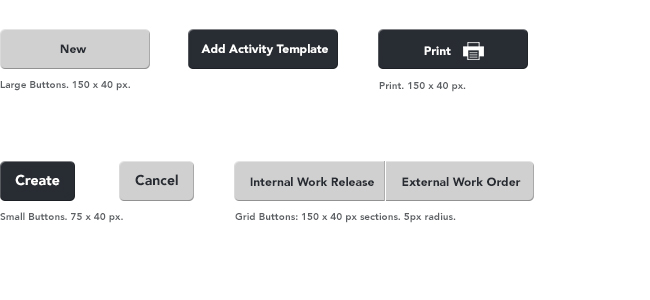 New
Add Activity Template
Print
Large Buttons. 150 x 40 px.
Print. 150 x 40 px.
Create
Cancel
Internal Work Release
External Work Order
Small Buttons. 75 x 40 px.
Grid Buttons: 150 x 40 px sections. 5px radius.